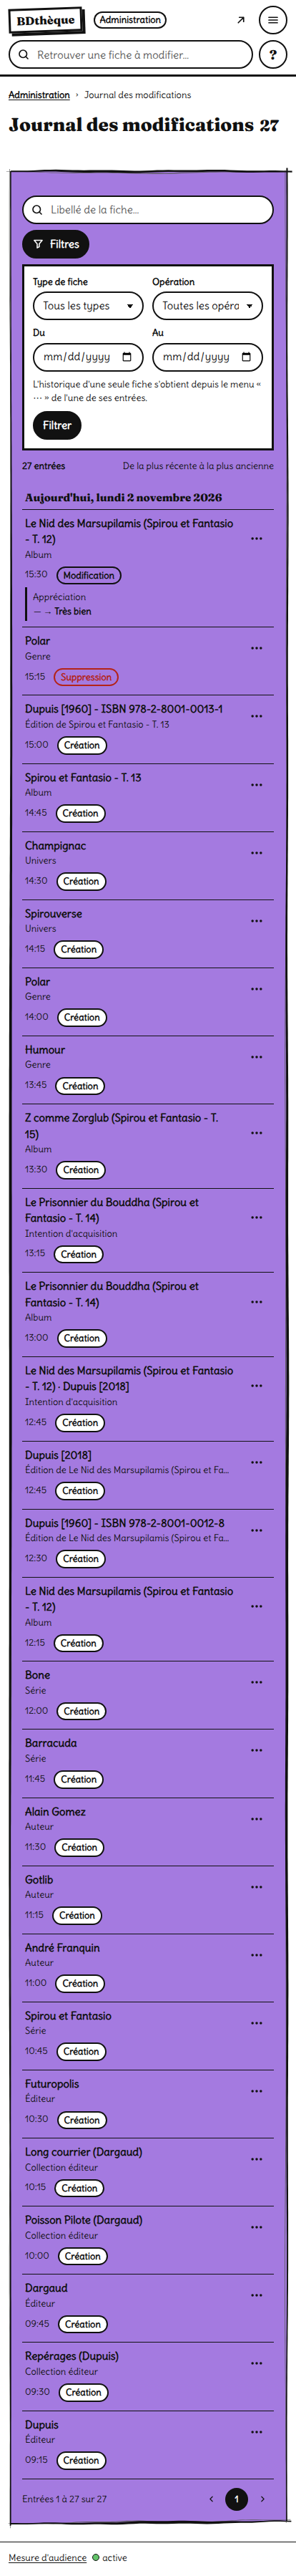 BDthèque
Administration
Retrouver une fiche à modifier...
?
Administration › Journal des modifications
Journal des modifications 27
Libellé de la fiche...
Filtres
Type de fiche
Opération
Tous les types
Toutes les opéra
Du
Au
mm/dd/yyyy
mm/dd/yyyy
L'historique d'une seule fiche s'obtient depuis le menu «
⋯ » de l'une de ses entrées.
Filtrer
27 entrées
De la plus récente à la plus ancienne
Aujourd'hui, lundi 2 novembre 2026
Le Nid des Marsupilamis (Spirou et Fantasio
- T. 12)
Album
15:30 Modification
Appréciation
— → Très bien
Polar
Genre
15:15 Suppression
Dupuis [1960] - ISBN 978-2-8001-0013-1
Édition de Spirou et Fantasio - T. 13
15:00 Création
Spirou et Fantasio - T. 13
Album
14:45 Création
Champignac
Univers
14:30 Création
Spirouverse
Univers
14:15 Création
Polar
Genre
14:00 Création
Humour
Genre
13:45 Création
Z comme Zorglub (Spirou et Fantasio - T.
15)
Album
13:30 Création
Le Prisonnier du Bouddha (Spirou et
Fantasio - T. 14)
Intention d'acquisition
13:15 Création
Le Prisonnier du Bouddha (Spirou et
Fantasio - T. 14)
Album
13:00 Création
Le Nid des Marsupilamis (Spirou et Fantasio
- T. 12) · Dupuis [2018]
Intention d'acquisition
12:45 Création
Dupuis [2018]
Édition de Le Nid des Marsupilamis (Spirou et Fa...
12:45 Création
Dupuis [1960] - ISBN 978-2-8001-0012-8
Édition de Le Nid des Marsupilamis (Spirou et Fa...
12:30 Création
Le Nid des Marsupilamis (Spirou et Fantasio
- T. 12)
Album
12:15 Création
Bone
Série
12:00 Création
Barracuda
Série
11:45 Création
Alain Gomez
Auteur
11:30 Création
Gotlib
Auteur
11:15 Création
André Franquin
Auteur
11:00 Création
Spirou et Fantasio
Série
10:45 Création
Futuropolis
Éditeur
10:30 Création
Long courrier (Dargaud)
Collection éditeur
10:15 Création
Poisson Pilote (Dargaud)
Collection éditeur
10:00 Création
Dargaud
Éditeur
09:45 Création
Repérages (Dupuis)
Collection éditeur
09:30 Création
Dupuis
Éditeur
09:15 Création
Entrées 1 à 27 sur 27
‹ 1 ›
Mesure d'audience active